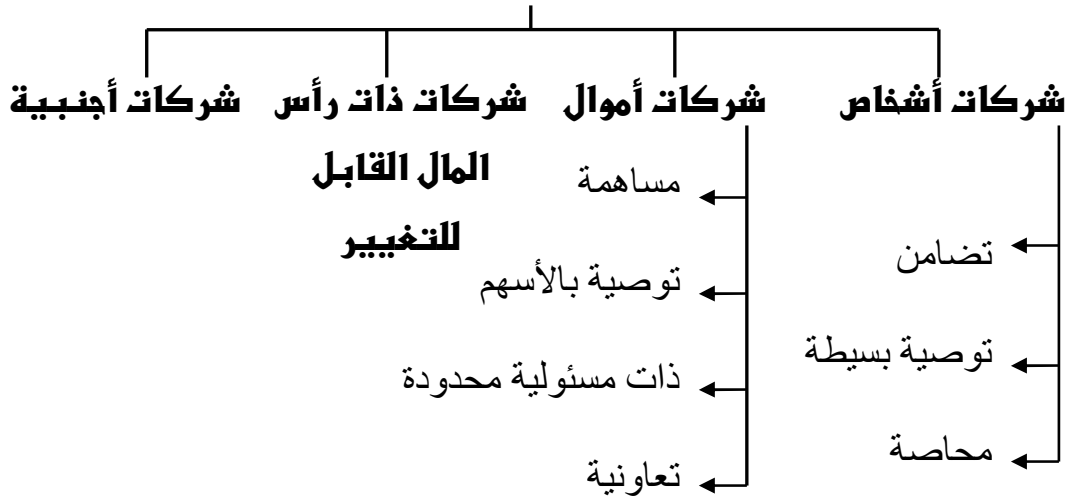 شركات أشخاص
شركات أموال
شركات ذات رأس
المال القابل
للتغيير
شركات أجنبية
تضامن
توصية بسيطة
محاصة
مساهمة
توصية بالأسهم
ذات مسئولية محدودة
تعاونية